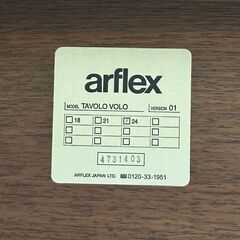 arflex
MODEL TAVOLO VOLO VERSION 01
18 21 24
4731403
ARFLEX JAPAN LTD. 0120-33-1951